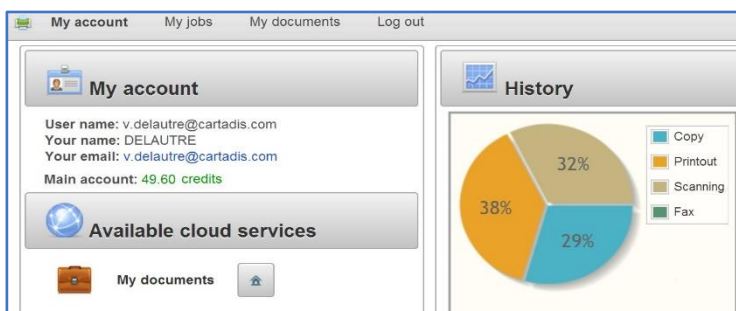 My account My jobs My documents Log out
My account
User name: v.delautre@cartadis.com
Your name: DELAUTRE
Your email: v.delautre@cartadis.com
Main account: 49.60 credits
Available cloud services
My documents
History
32%
38%
29%
Copy
Printout
Scanning
Fax